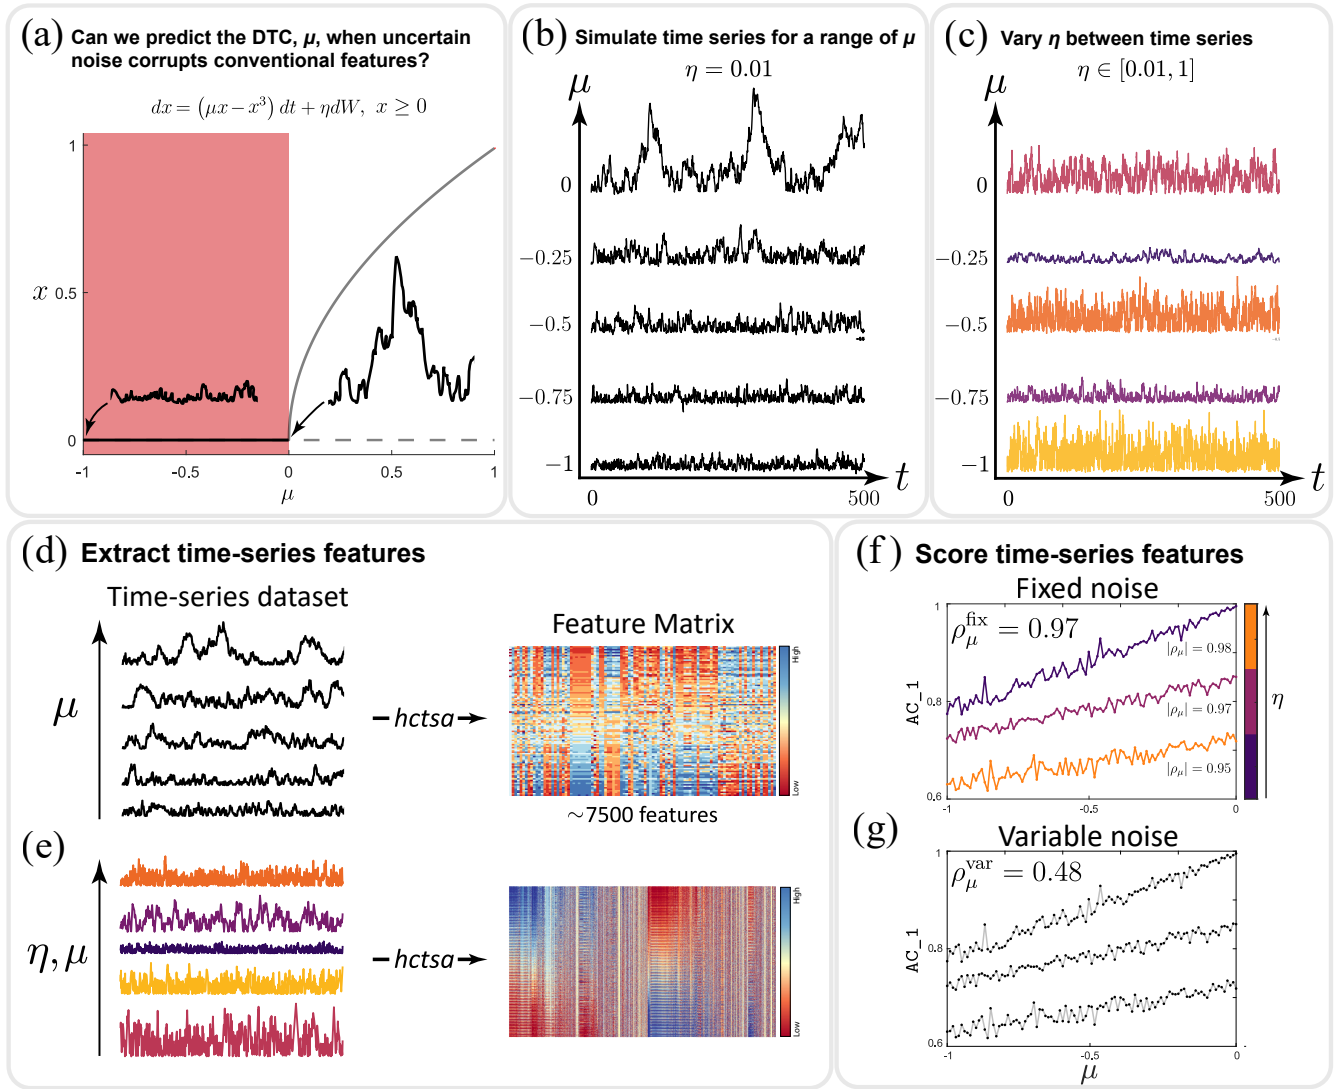 (a) Can we predict the DTC, μ, when uncertain
noise corrupts conventional features?
dx = (μx − x³) dt + ηdW, x ≥ 0
1
x 0.5
0
-1
-0.5
0
0.5
1
μ
(b) Simulate time series for a range of μ
η = 0.01
μ
0
−0.25
−0.5
−0.75
−1
0
500
t
(c) Vary η between time series
η ∈ [0.01, 1]
μ
0
−0.25
−0.5
−0.75
−1
0
500
t
(d) Extract time-series features
Time-series dataset
μ
hctsa
Feature Matrix
High
Low
~7500 features
(e)
η, μ
hctsa
High
Low
(f) Score time-series features
Fixed noise
ρ_μ^fix = 0.97
|ρ_μ| = 0.98
|ρ_μ| = 0.97
|ρ_μ| = 0.95
AC_1
1
0.8
0.6
-1
-0.5
0
η
(g) Variable noise
ρ_μ^var = 0.48
AC_1
1
0.8
0.6
-1
-0.5
0
μ